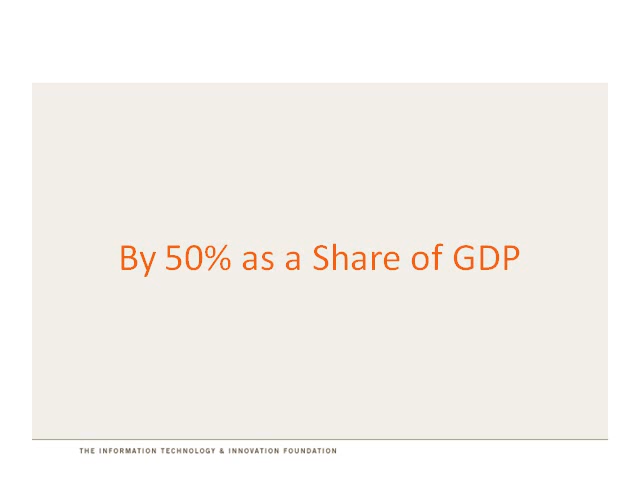 By 50% as a Share of GDP
THE INFORMATION TECHNOLOGY & INNOVATION FOUNDATION